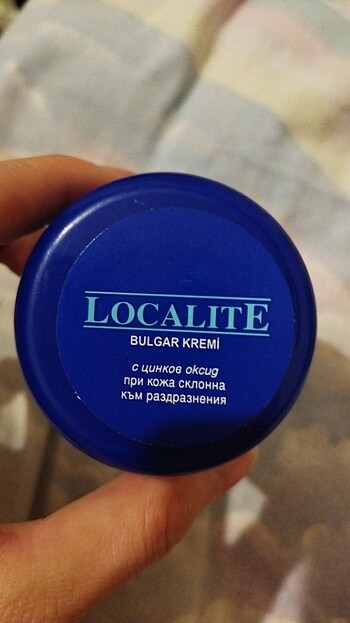 LOCALITE
BULGAR KREMİ
с цинков оксид
при кожа склонна
към раздразнения